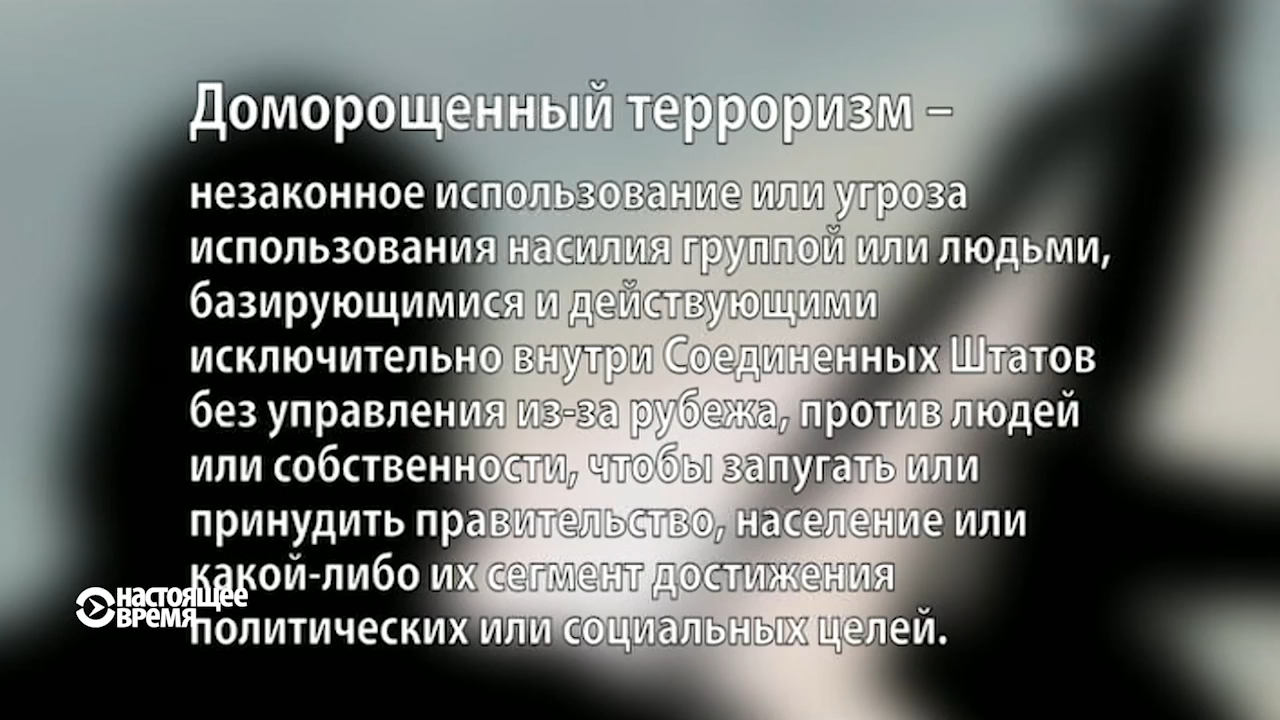 Доморощенный терроризм –
незаконное использование или угроза
использования насилия группой или людьми,
базирующимися и действующими
исключительно внутри Соединенных Штатов
без управления из-за рубежа, против людей
или собственности, чтобы запугать или
принудить правительство, население или
какой-либо их сегмент достижения
политических или социальных целей.
НАСТОЯЩЕЕ
ВРЕМЯ